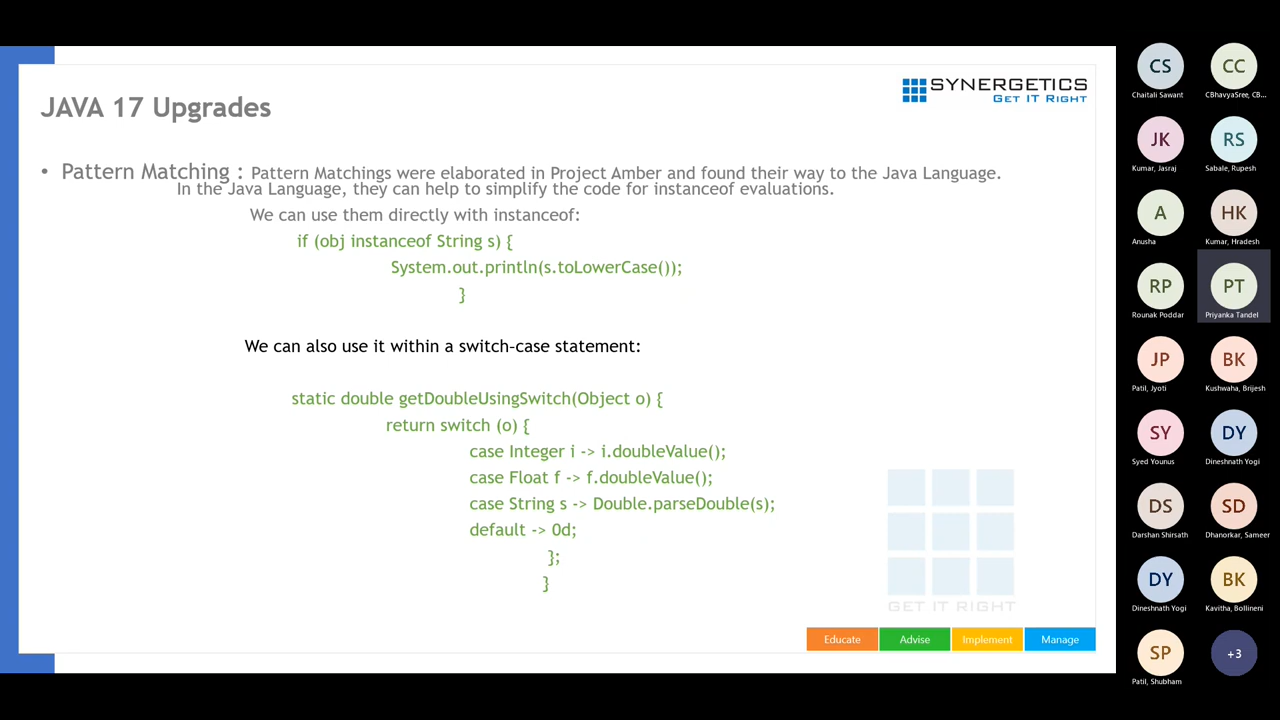 SYNERGETICS
GET IT RIGHT
JAVA 17 Upgrades
• Pattern Matching : Pattern Matchings were elaborated in Project Amber and found their way to the Java Language.
In the Java Language, they can help to simplify the code for instanceof evaluations.
We can use them directly with instanceof:
if (obj instanceof String s) {
System.out.println(s.toLowerCase());
}
We can also use it within a switch-case statement:
static double getDoubleUsingSwitch(Object o) {
return switch (o) {
case Integer i -> i.doubleValue();
case Float f -> f.doubleValue();
case String s -> Double.parseDouble(s);
default -> 0d;
};
}
GET IT RIGHT
Educate Advise Implement Manage
CS CC
Chaitali Sawant CBhavyaSree, CB...
JK RS
Kumar, Jasraj Sabale, Rupesh
A HK
Anusha Kumar, Hradesh
RP PT
Rounak Poddar Priyanka Tandel
JP BK
Patil, Jyoti Kushwaha, Brijesh
SY DY
Syed Younus Dineshnath Yogi
DS SD
Darshan Shirsath Dhanorkar, Sameer
DY BK
Dineshnath Yogi Kavitha, Bollineni
SP +3
Patil, Shubham